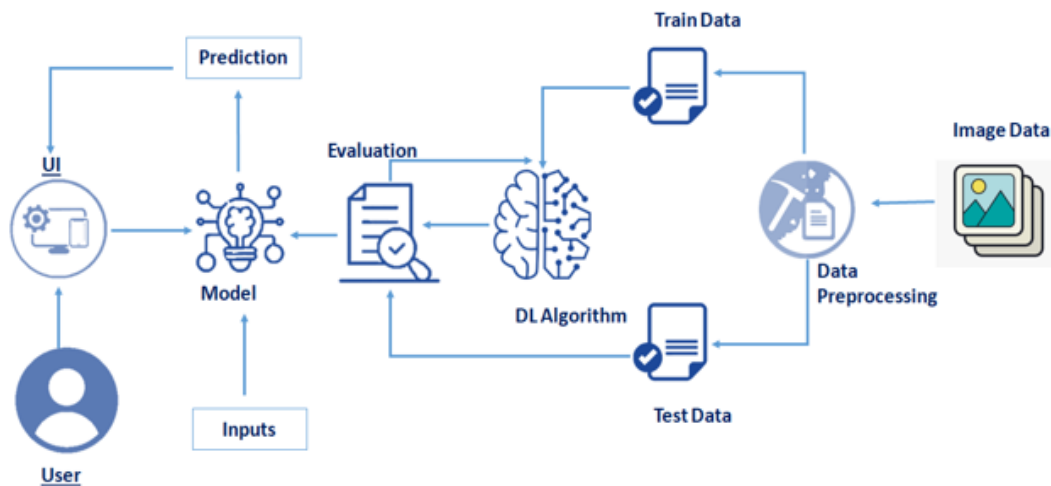 Train Data
Prediction
Image Data
Evaluation
UI
Model
DL Algorithm
Data
Preprocessing
Inputs
Test Data
User